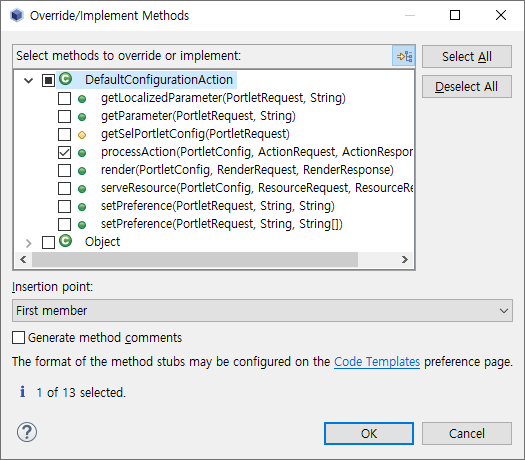 Override/Implement Methods
Select methods to override or implement:
Select All
Deselect All
DefaultConfigurationAction
getLocalizedParameter(PortletRequest, String)
getParameter(PortletRequest, String)
getSelPortletConfig(PortletRequest)
processAction(PortletConfig, ActionRequest, ActionRespor
render(PortletConfig, RenderRequest, RenderResponse)
serveResource(PortletConfig, ResourceRequest, ResourceRe
setPreference(PortletRequest, String, String)
setPreference(PortletRequest, String, String[])
Object
Insertion point:
First member
Generate method comments
The format of the method stubs may be configured on the Code Templates preference page.
1 of 13 selected.
OK
Cancel